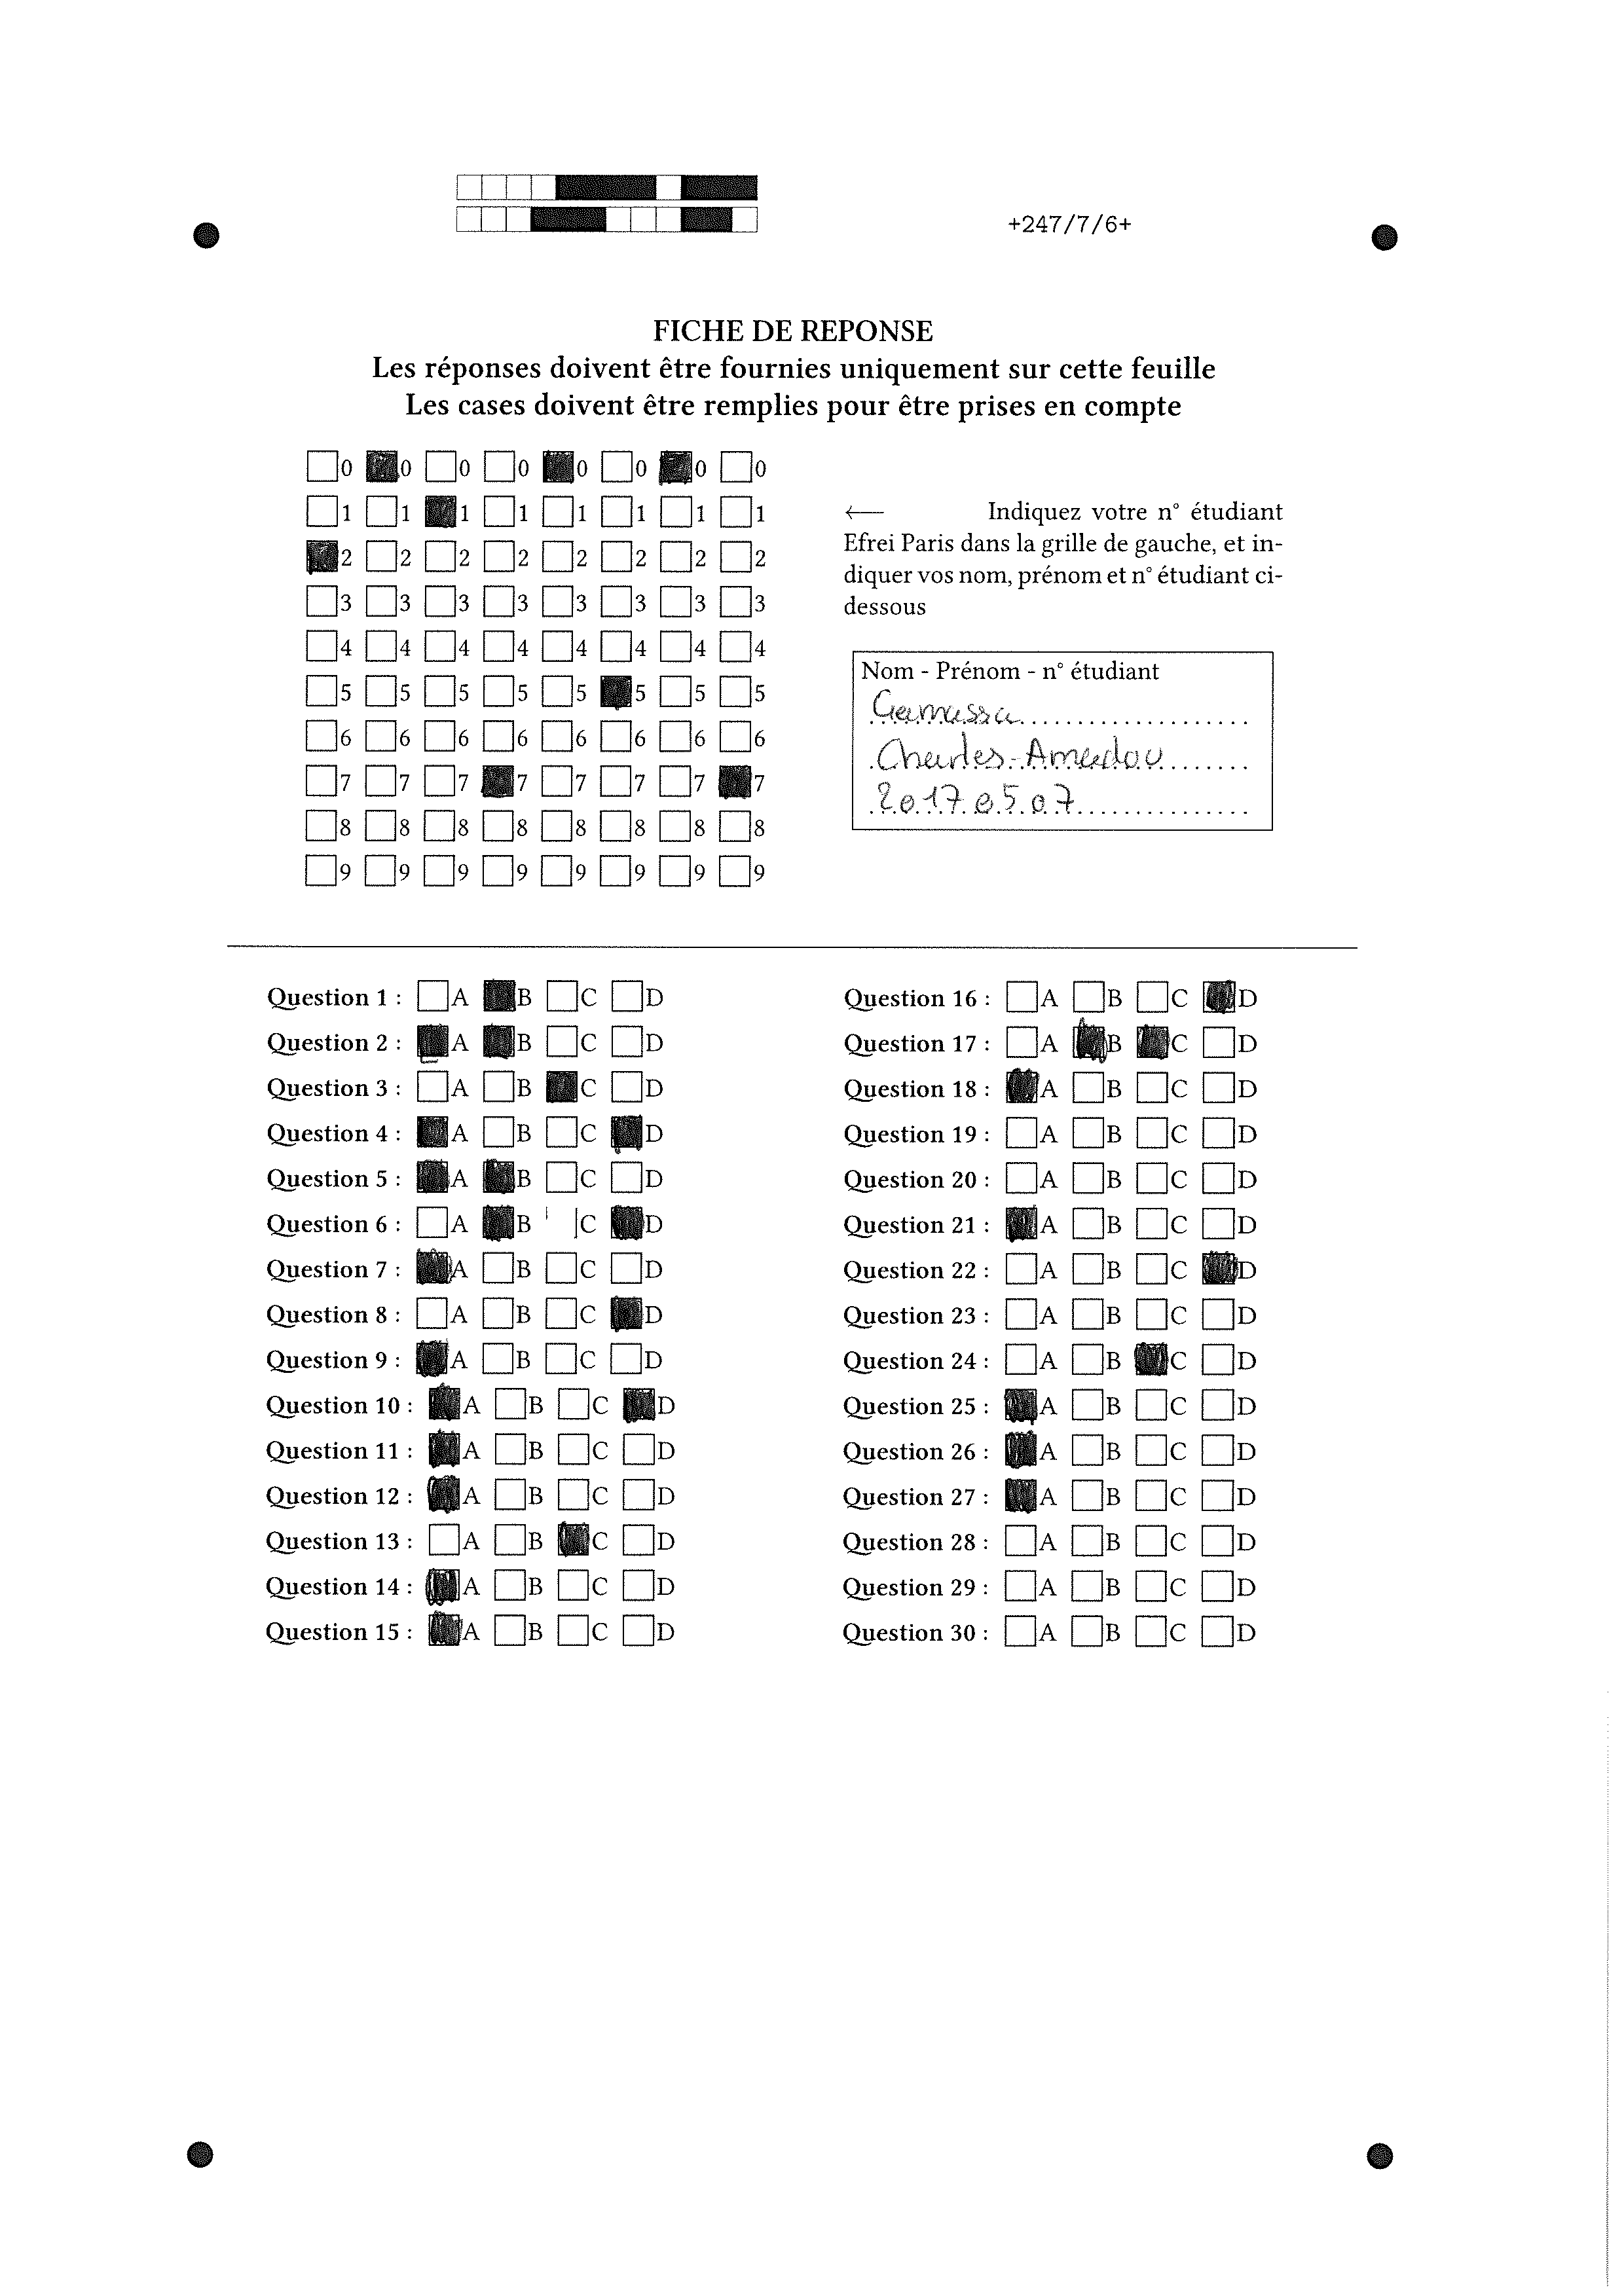 +247/7/6+
FICHE DE REPONSE
Les réponses doivent être fournies uniquement sur cette feuille
Les cases doivent être remplies pour être prises en compte
0 0 0 0 0 0 0 0
1 1 1 1 1 1 1 1
2 2 2 2 2 2 2 2
3 3 3 3 3 3 3 3
4 4 4 4 4 4 4 4
5 5 5 5 5 5 5 5
6 6 6 6 6 6 6 6
7 7 7 7 7 7 7 7
8 8 8 8 8 8 8 8
9 9 9 9 9 9 9 9
← Indiquez votre n° étudiant
Efrei Paris dans la grille de gauche, et in-
diquer vos nom, prénom et n° étudiant ci-
dessous
Nom - Prénom - n° étudiant
Gamassa
Charles-Amadou
20170507
Question 1 : A B C D
Question 2 : A B C D
Question 3 : A B C D
Question 4 : A B C D
Question 5 : A B C D
Question 6 : A B C D
Question 7 : A B C D
Question 8 : A B C D
Question 9 : A B C D
Question 10 : A B C D
Question 11 : A B C D
Question 12 : A B C D
Question 13 : A B C D
Question 14 : A B C D
Question 15 : A B C D
Question 16 : A B C D
Question 17 : A B C D
Question 18 : A B C D
Question 19 : A B C D
Question 20 : A B C D
Question 21 : A B C D
Question 22 : A B C D
Question 23 : A B C D
Question 24 : A B C D
Question 25 : A B C D
Question 26 : A B C D
Question 27 : A B C D
Question 28 : A B C D
Question 29 : A B C D
Question 30 : A B C D